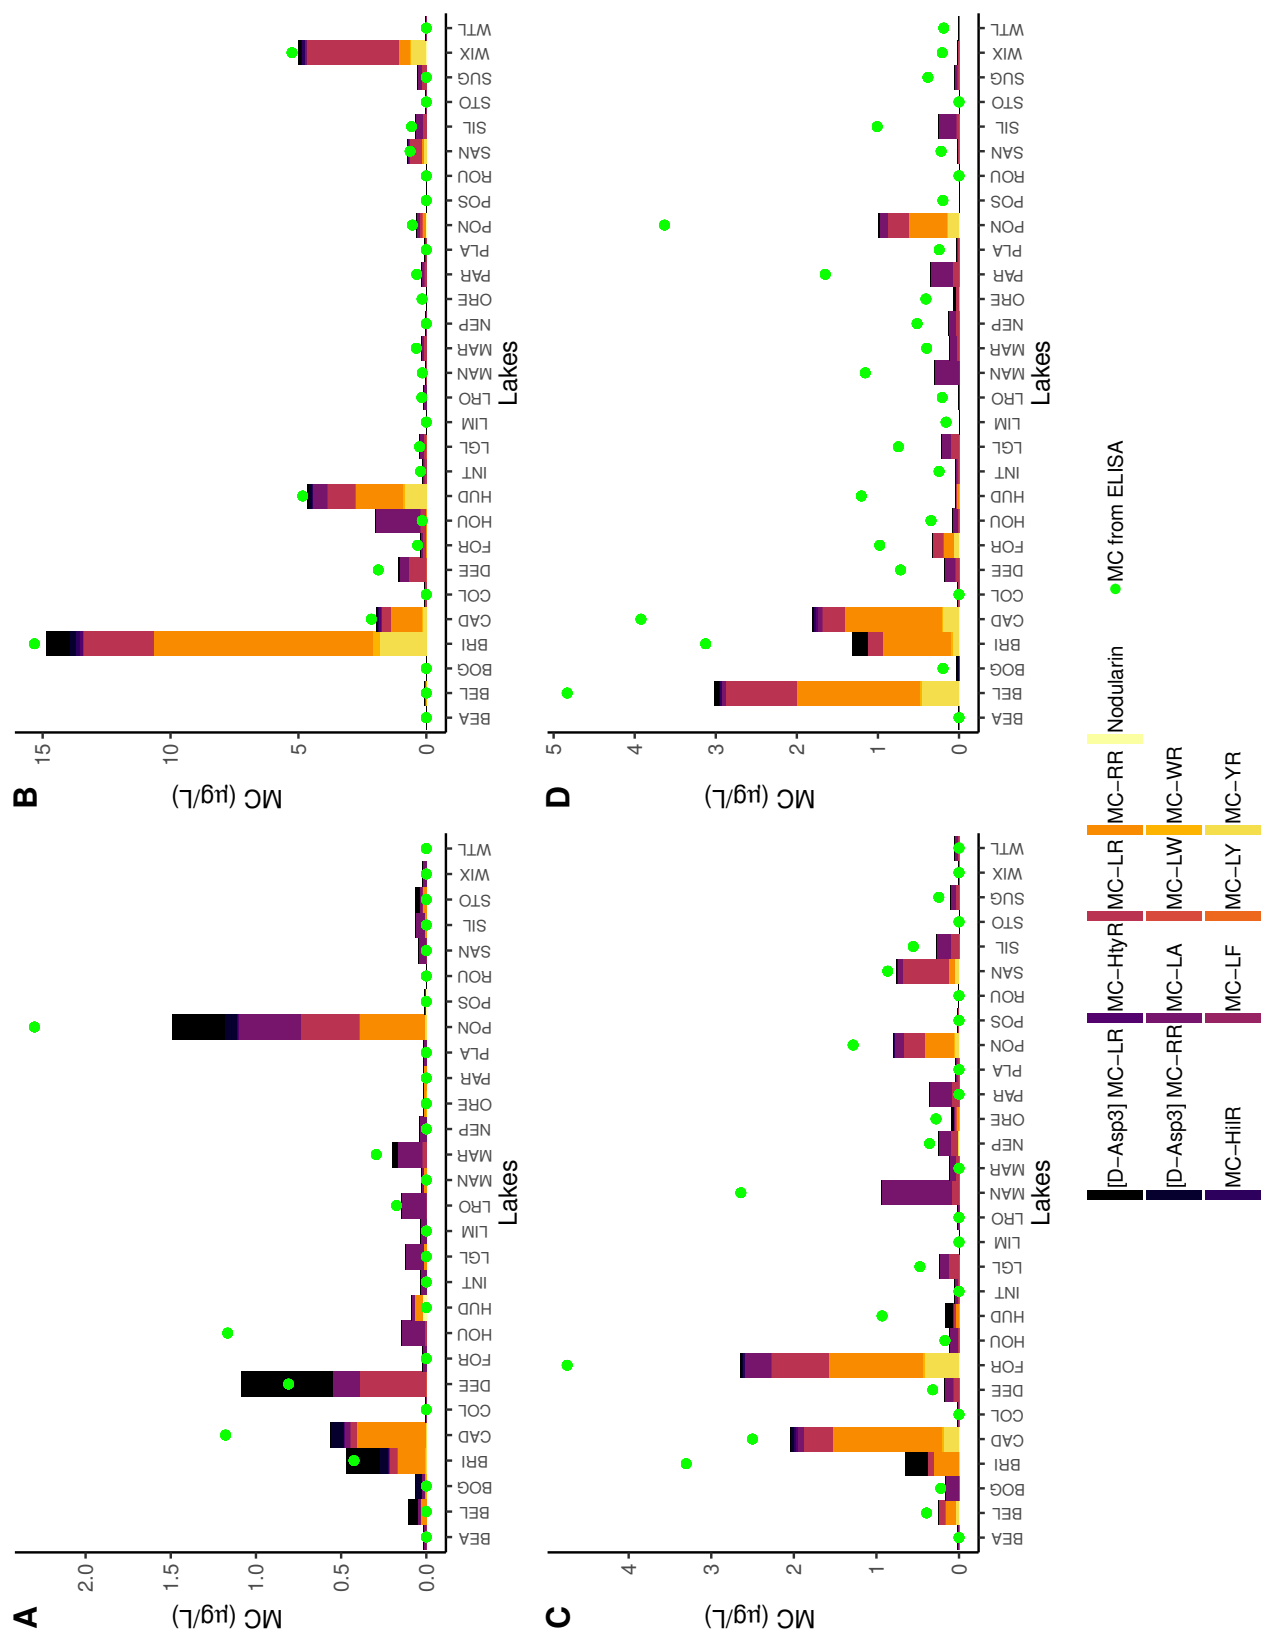 A
MC (µg/L)
2.0
1.5
1.0
0.5
0.0
BEA
BEL
BOG
BRI
CAD
COL
DEE
FOR
HOU
HUD
INT
LGL
LIM
LRO
MAN
MAR
NEP
ORE
PAR
PLA
PON
POS
ROU
SAN
SIL
STO
WIX
WTL
Lakes
B
MC (µg/L)
15
10
5
0
BEA
BEL
BOG
BRI
CAD
COL
DEE
FOR
HOU
HUD
INT
LGL
LIM
LRO
MAN
MAR
NEP
ORE
PAR
PLA
PON
POS
ROU
SAN
SIL
STO
SUG
WIX
WTL
Lakes
C
MC (µg/L)
4
3
2
1
0
BEA
BEL
BOG
BRI
CAD
COL
DEE
FOR
HOU
HUD
INT
LGL
LIM
LRO
MAN
MAR
NEP
ORE
PAR
PLA
PON
POS
ROU
SAN
SIL
STO
SUG
WIX
WTL
Lakes
D
MC (µg/L)
5
4
3
2
1
0
BEA
BEL
BOG
BRI
CAD
COL
DEE
FOR
HOU
HUD
INT
LGL
LIM
LRO
MAN
MAR
NEP
ORE
PAR
PLA
PON
POS
ROU
SAN
SIL
STO
SUG
WIX
WTL
Lakes
[D−Asp3] MC−LR MC−HtyR MC−LR MC−RR Nodularin
[D−Asp3] MC−RR MC−LA MC−LW MC−WR
MC−HilR MC−LF MC−LY MC−YR
MC from ELISA